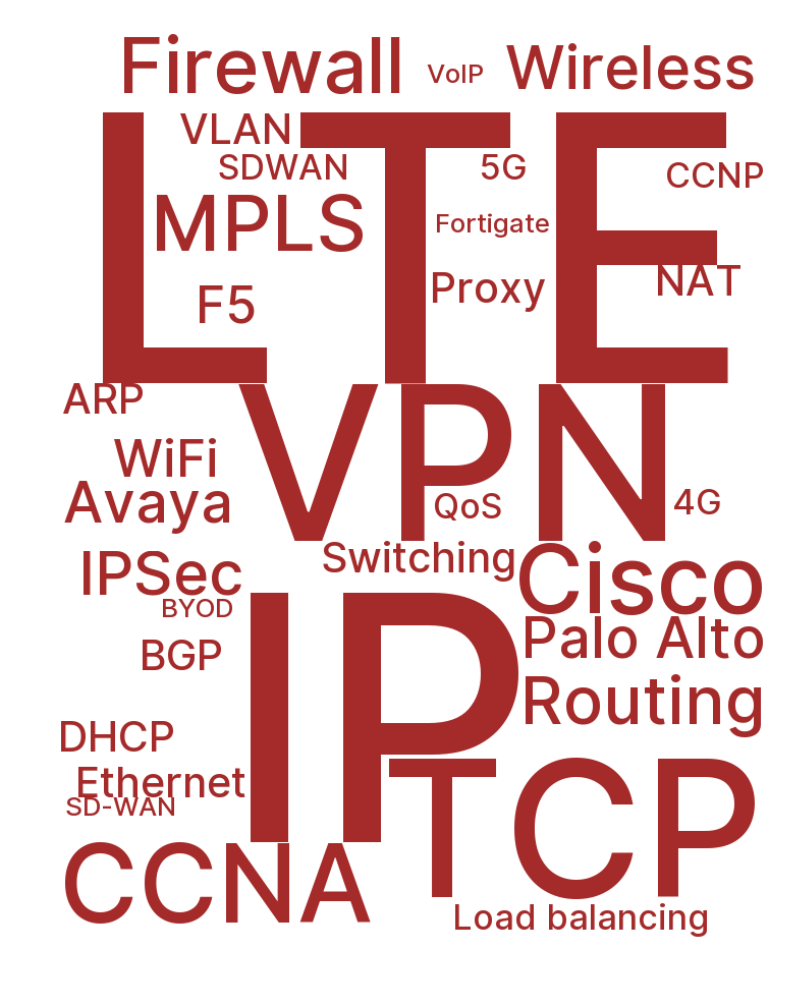 Firewall
VoIP
Wireless
LTE
VLAN
SDWAN
5G
CCNP
MPLS
Fortigate
Proxy
NAT
F5
ARP
VPN
WiFi
Avaya
QoS
4G
Switching
IPSec
Cisco
BYOD
IP
Palo Alto
BGP
Routing
DHCP
Ethernet
SD-WAN
TCP
CCNA
Load balancing